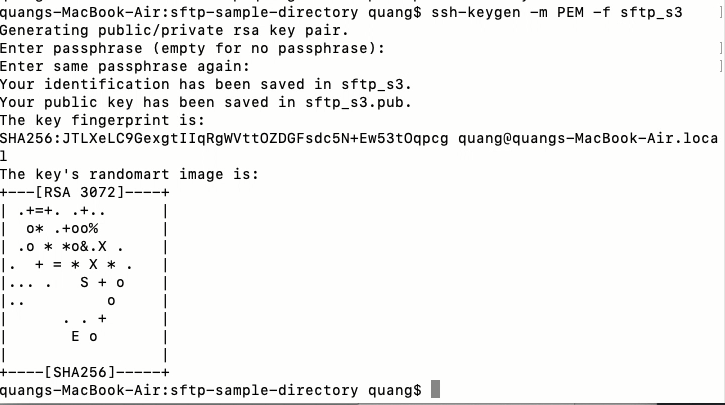 quangs-MacBook-Air:sftp-sample-directory quang$ ssh-keygen -m PEM -f sftp_s3
Generating public/private rsa key pair.
Enter passphrase (empty for no passphrase):
Enter same passphrase again:
Your identification has been saved in sftp_s3.
Your public key has been saved in sftp_s3.pub.
The key fingerprint is:
SHA256:JTLXeLC9GexgtIIqRgWVttOZDGFsdc5N+Ew53tOqpcg quang@quangs-MacBook-Air.loca
l
The key's randomart image is:
+---[RSA 3072]----+
| .+=+. .+..      |
|  o* .+oo%       |
| .o * *o&.X .    |
|.  + = * X * .   |
|... .   S + o    |
|..         o     |
|      . . +      |
|       E o       |
|                 |
+----[SHA256]-----+
quangs-MacBook-Air:sftp-sample-directory quang$